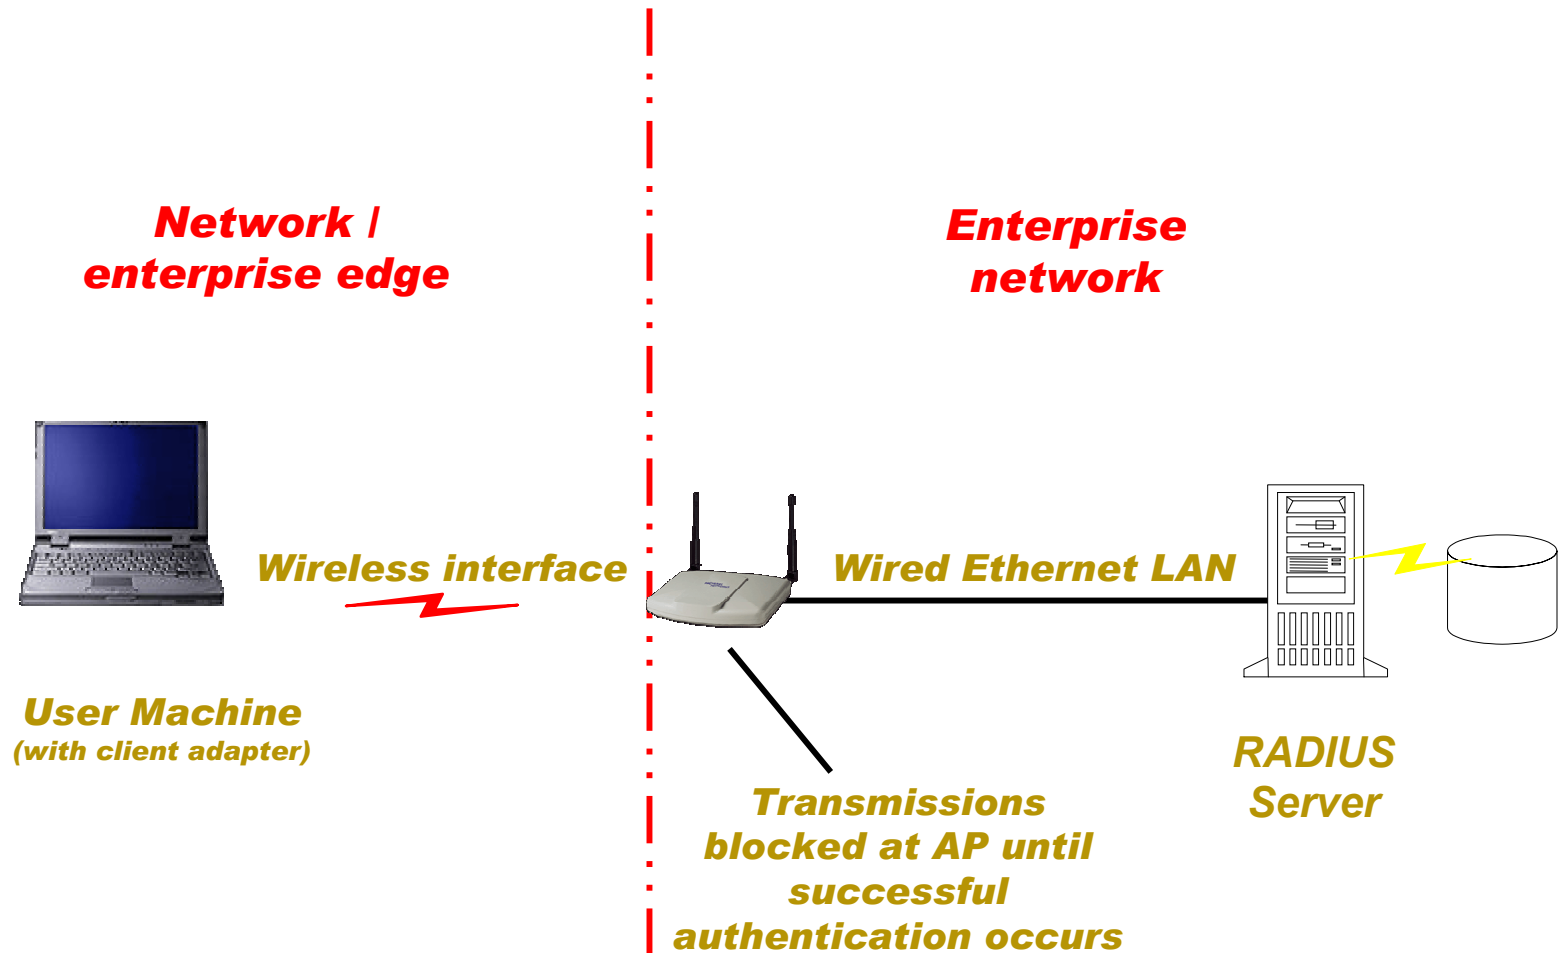 Network /
enterprise edge
Enterprise
network
Wireless interface
Wired Ethernet LAN
User Machine
(with client adapter)
RADIUS
Server
Transmissions
blocked at AP until
successful
authentication occurs